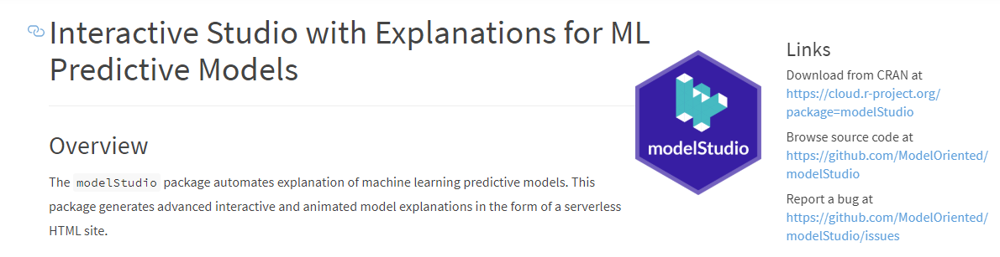 Interactive Studio with Explanations for ML
Predictive Models
Overview
The modelStudio package automates explanation of machine learning predictive models. This
package generates advanced interactive and animated model explanations in the form of a serverless
HTML site.
modelStudio
Links
Download from CRAN at
https://cloud.r-project.org/
package=modelStudio
Browse source code at
https://github.com/ModelOriented/
modelStudio
Report a bug at
https://github.com/ModelOriented/
modelStudio/issues